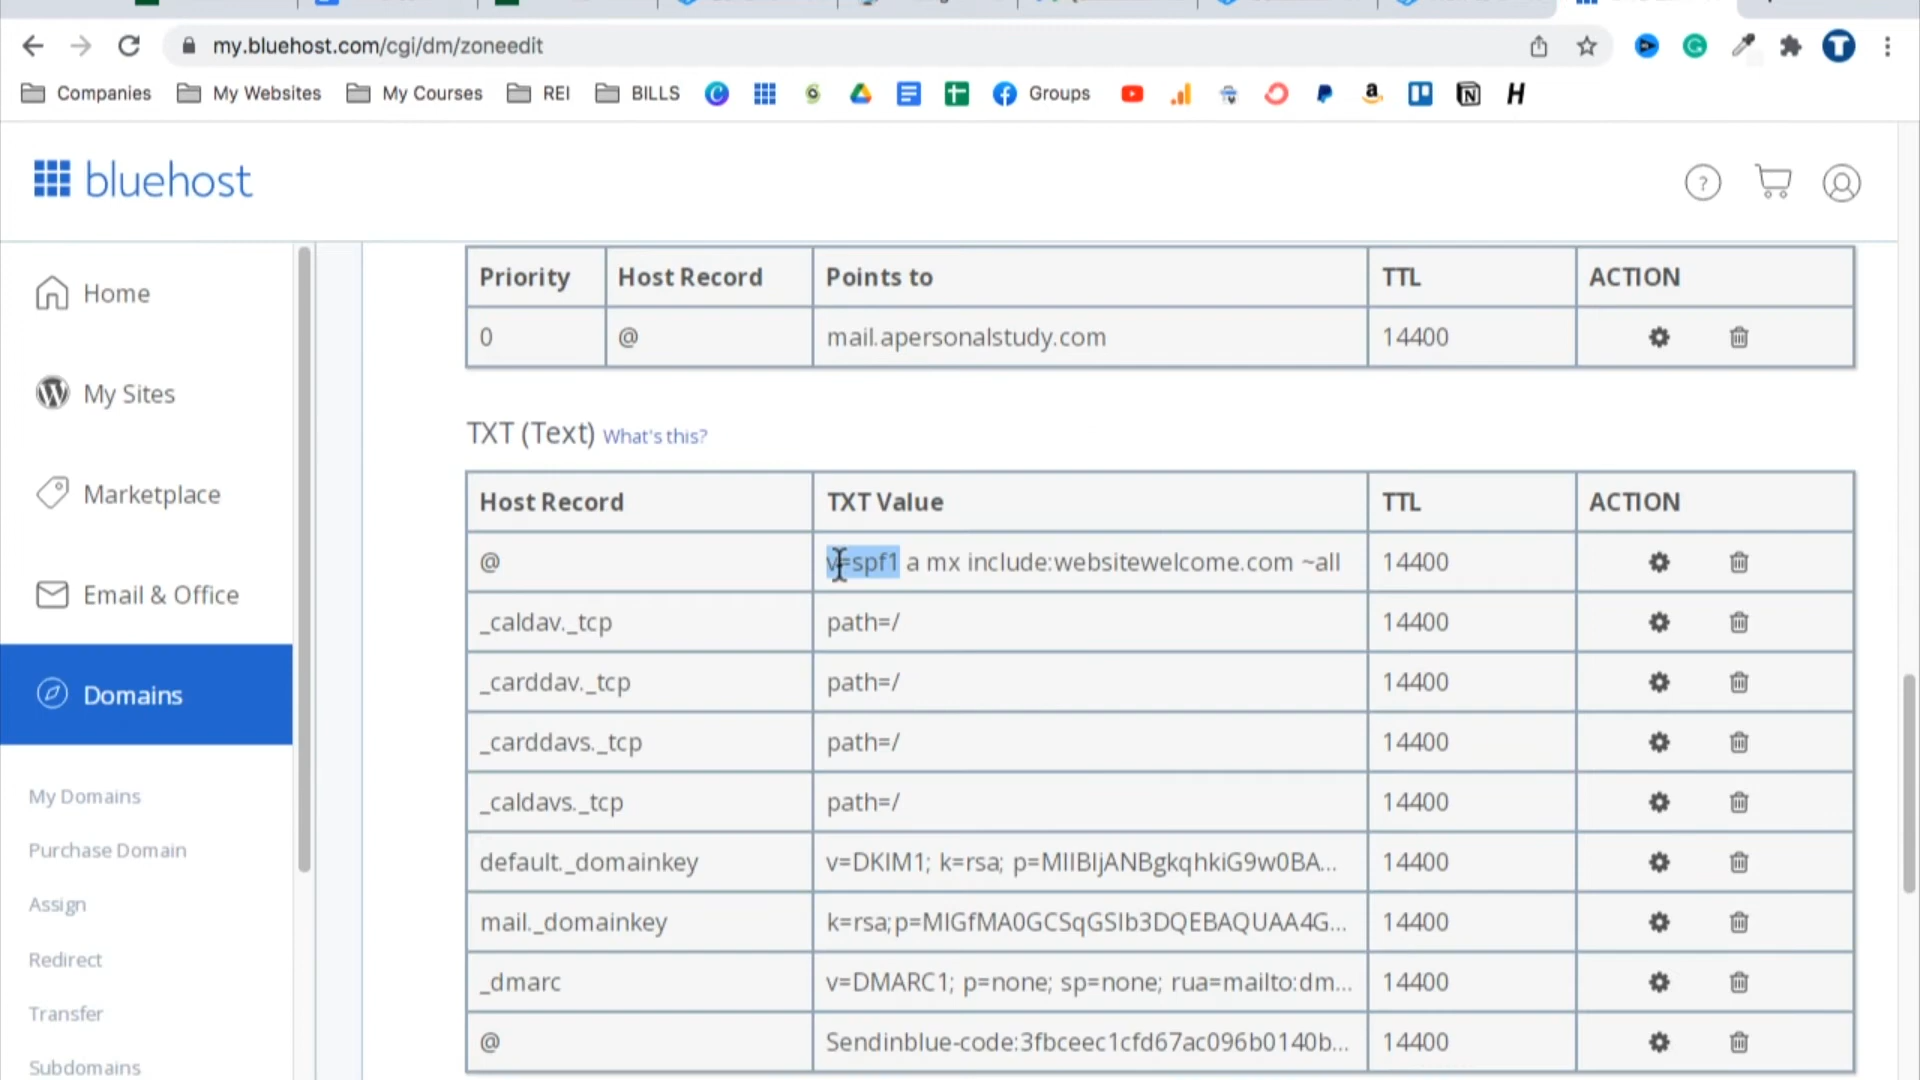 my.bluehost.com/cgi/dm/zoneedit
Companies My Websites My Courses REI BILLS Groups
bluehost
Home
My Sites
Marketplace
Email & Office
Domains
My Domains
Purchase Domain
Assign
Redirect
Transfer
Subdomains
Priority Host Record Points to TTL ACTION
0 @ mail.apersonalstudy.com 14400
TXT (Text) What's this?
Host Record TXT Value TTL ACTION
@ v=spf1 a mx include:websitewelcome.com ~all 14400
_caldav._tcp path=/ 14400
_carddav._tcp path=/ 14400
_carddavs._tcp path=/ 14400
_caldavs._tcp path=/ 14400
default._domainkey v=DKIM1; k=rsa; p=MIIBIjANBgkqhkiG9w0BA... 14400
mail._domainkey k=rsa;p=MIGfMA0GCSqGSIb3DQEBAQUAA4G... 14400
_dmarc v=DMARC1; p=none; sp=none; rua=mailto:dm... 14400
@ Sendinblue-code:3fbceec1cfd67ac096b0140b... 14400